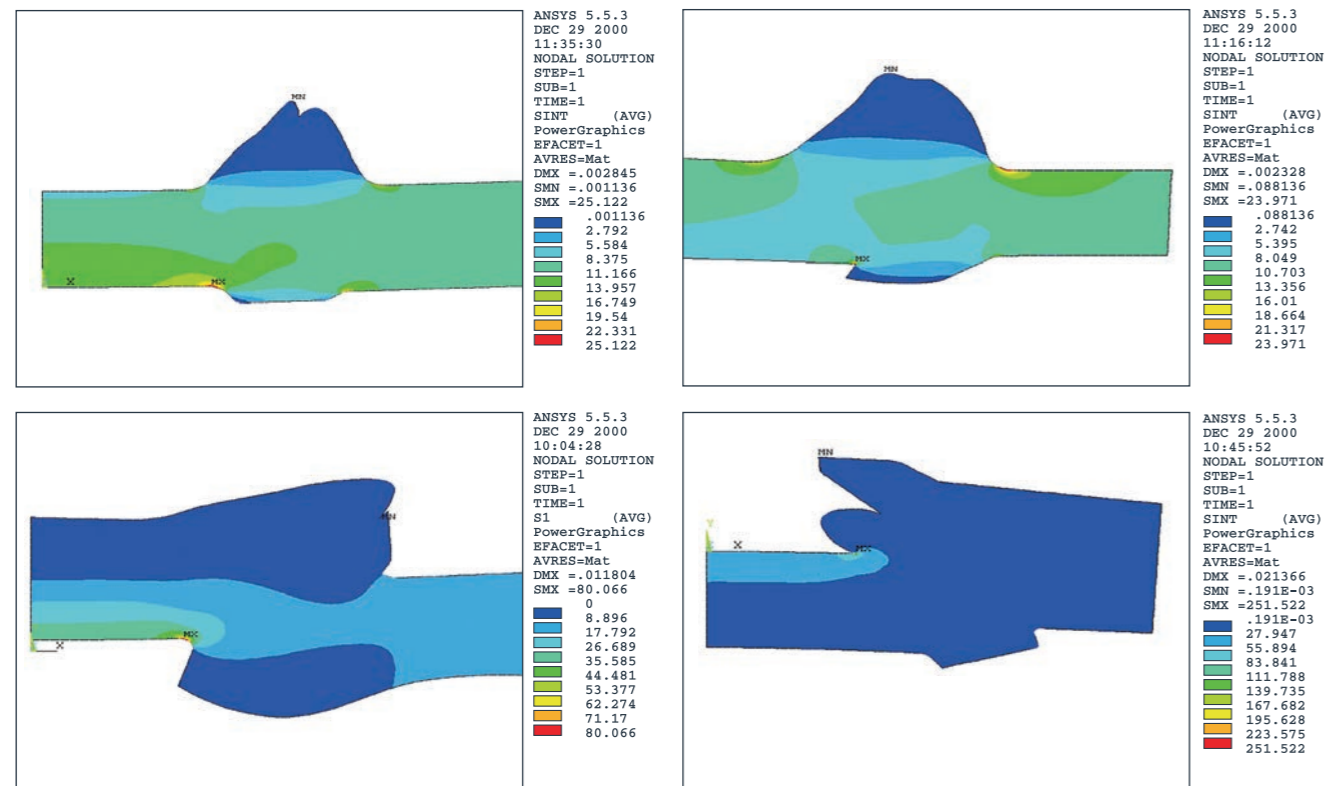 ANSYS 5.5.3
DEC 29 2000
11:35:30
NODAL SOLUTION
STEP=1
SUB=1
TIME=1
SINT (AVG)
PowerGraphics
EFACET=1
AVRES=Mat
DMX =.002845
SMN =.001136
SMX =25.122
.001136
2.792
5.584
8.375
11.166
13.957
16.749
19.54
22.331
25.122
MN
X
MX
ANSYS 5.5.3
DEC 29 2000
11:16:12
NODAL SOLUTION
STEP=1
SUB=1
TIME=1
SINT (AVG)
PowerGraphics
EFACET=1
AVRES=Mat
DMX =.002328
SMN =.088136
SMX =23.971
.088136
2.742
5.395
8.049
10.703
13.356
16.01
18.664
21.317
23.971
MN
MX
ANSYS 5.5.3
DEC 29 2000
10:04:28
NODAL SOLUTION
STEP=1
SUB=1
TIME=1
S1 (AVG)
PowerGraphics
EFACET=1
AVRES=Mat
DMX =.011804
SMX =80.066
0
8.896
17.792
26.689
35.585
44.481
53.377
62.274
71.17
80.066
MN
MX
X
ANSYS 5.5.3
DEC 29 2000
10:45:52
NODAL SOLUTION
STEP=1
SUB=1
TIME=1
SINT (AVG)
PowerGraphics
EFACET=1
AVRES=Mat
DMX =.021366
SMN =.191E-03
SMX =251.522
.191E-03
27.947
55.894
83.841
111.788
139.735
167.682
195.628
223.575
251.522
MN
Y
X
MX